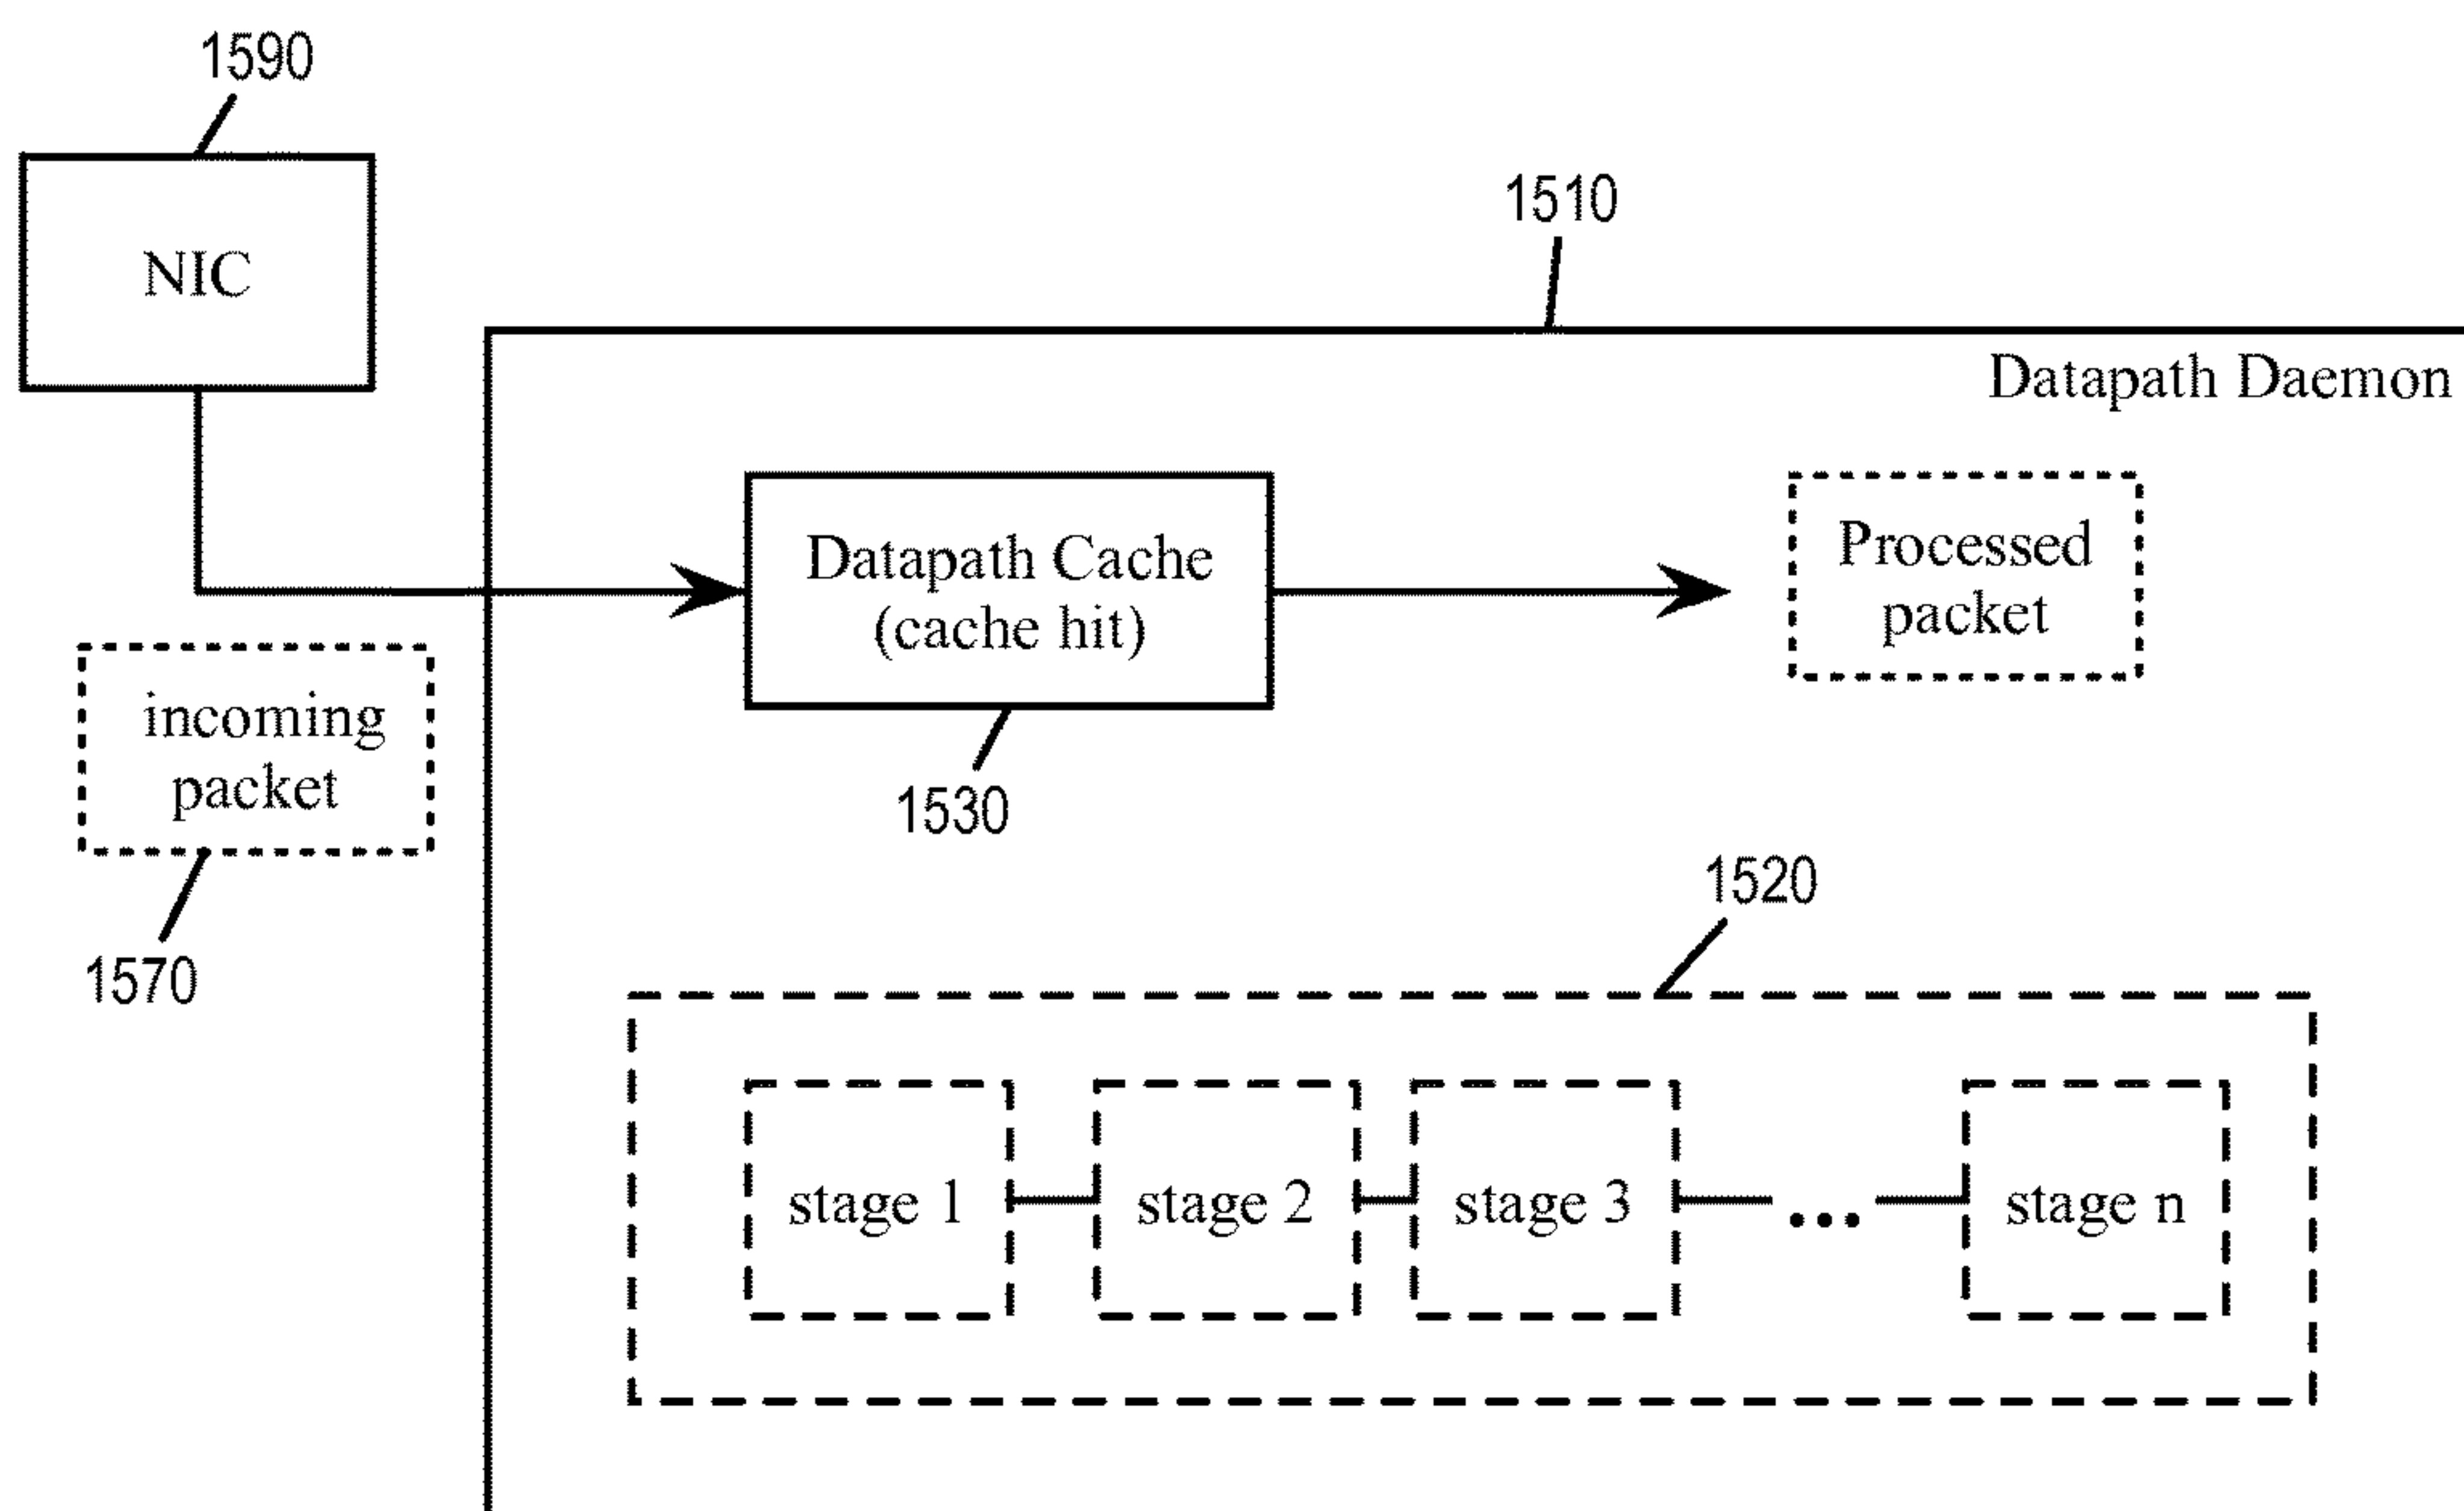 1590
NIC
1510
Datapath Daemon
Datapath Cache
(cache hit)
Processed
packet
incoming
packet
1530
1570
1520
stage 1
stage 2
stage 3
...
stage n